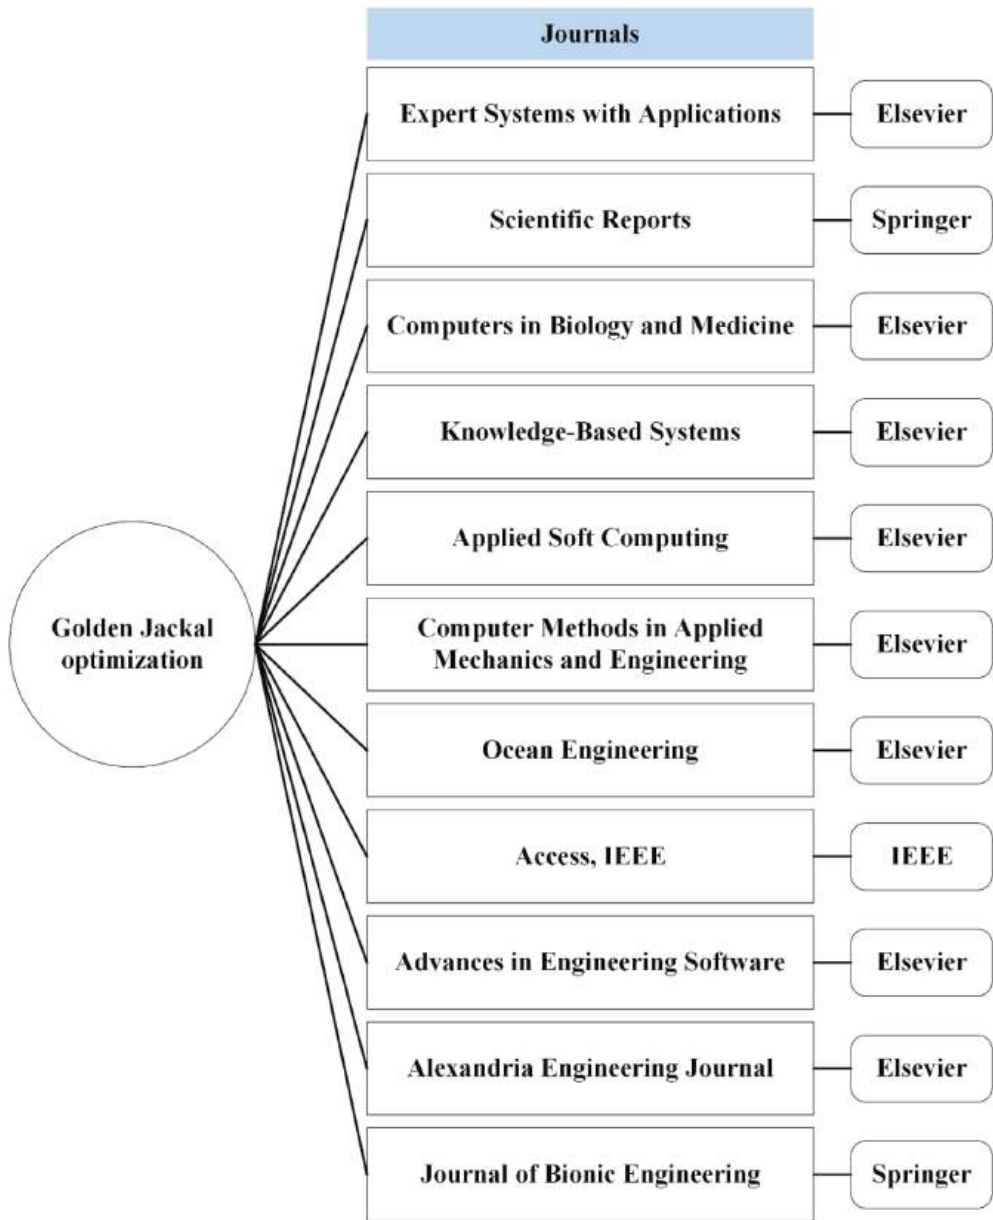 Journals
Expert Systems with Applications
Elsevier
Scientific Reports
Springer
Computers in Biology and Medicine
Elsevier
Knowledge-Based Systems
Elsevier
Applied Soft Computing
Elsevier
Golden Jackal
optimization
Computer Methods in Applied
Mechanics and Engineering
Elsevier
Ocean Engineering
Elsevier
Access, IEEE
IEEE
Advances in Engineering Software
Elsevier
Alexandria Engineering Journal
Elsevier
Journal of Bionic Engineering
Springer